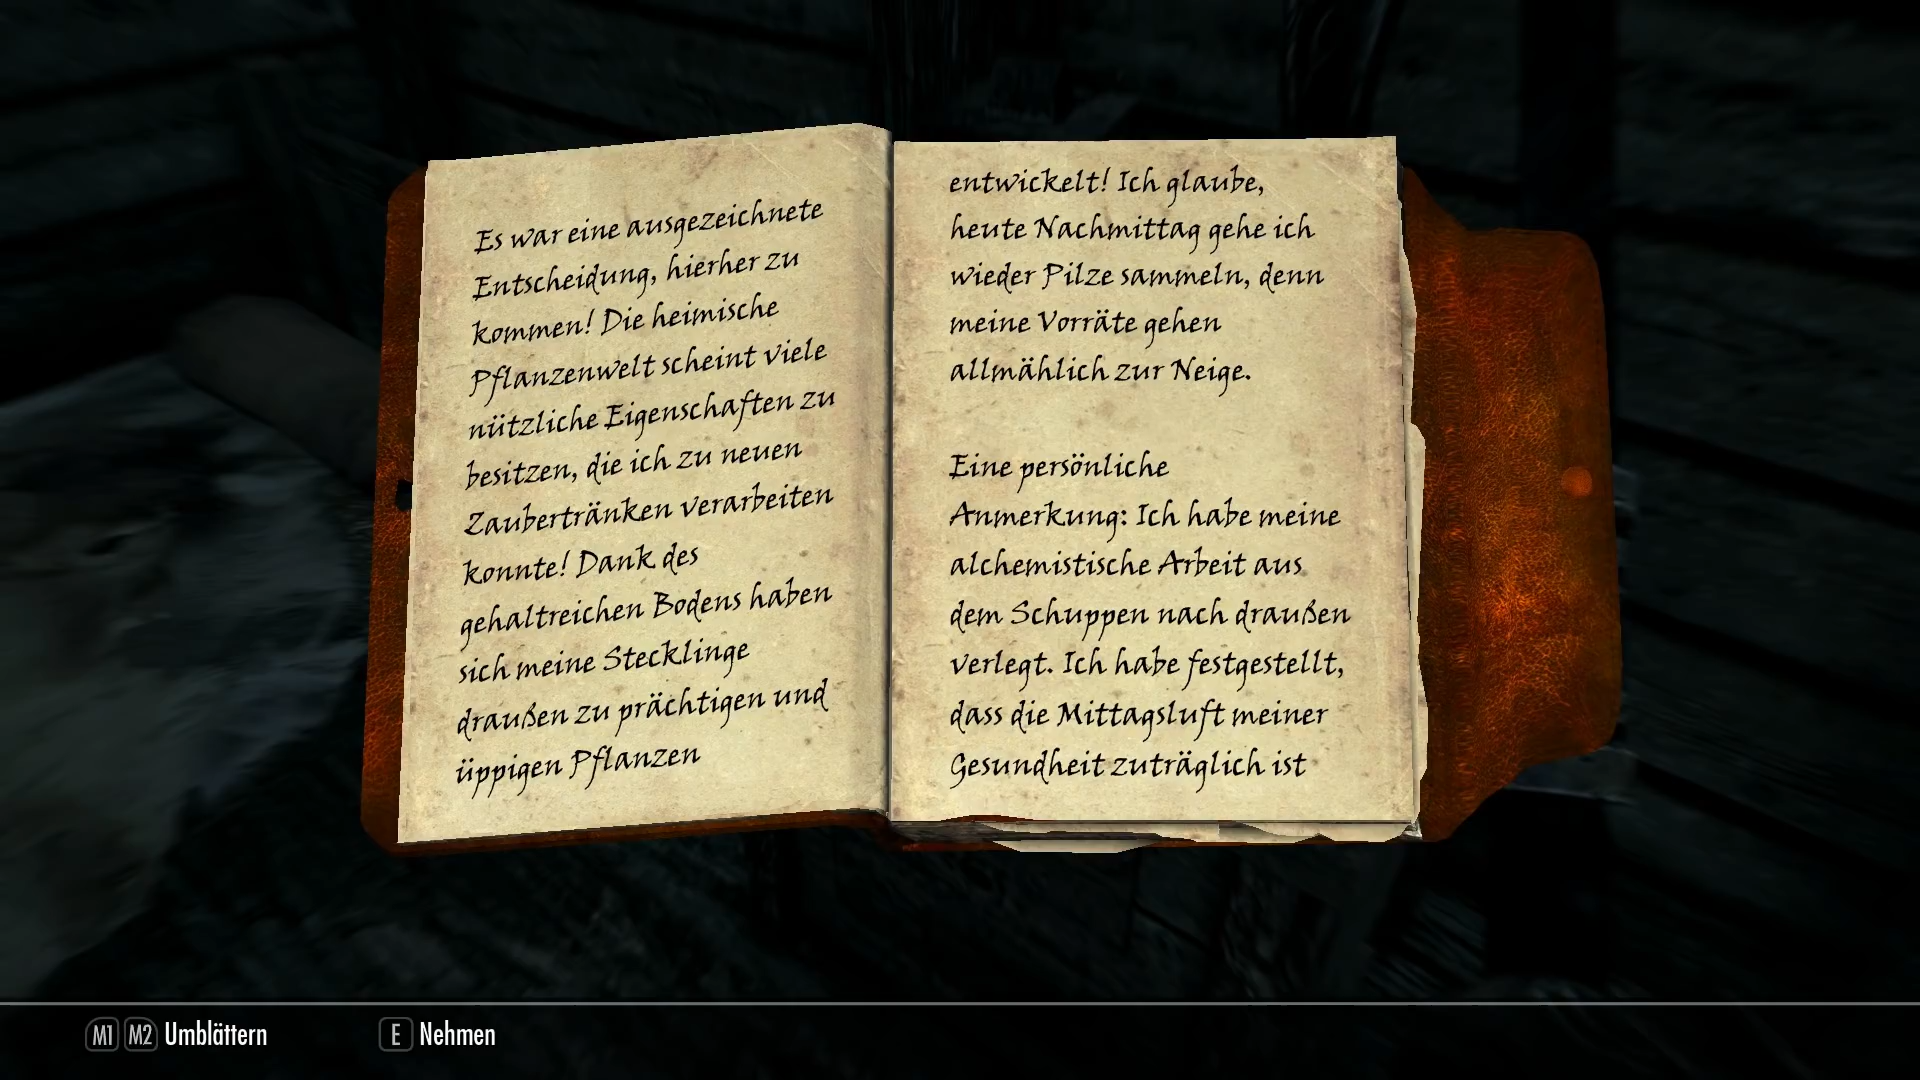 Es war eine ausgezeichnete
Entscheidung, hierher zu
kommen! Die heimische
Pflanzenwelt scheint viele
nützliche Eigenschaften zu
besitzen, die ich zu neuen
Zaubertränken verarbeiten
konnte! Dank des
gehaltreichen Bodens haben
sich meine Stecklinge
draußen zu prächtigen und
üppigen Pflanzen
entwickelt! Ich glaube,
heute Nachmittag gehe ich
wieder Pilze sammeln, denn
meine Vorräte gehen
allmählich zur Neige.
Eine persönliche
Anmerkung: Ich habe meine
alchemistische Arbeit aus
dem Schuppen nach draußen
verlegt. Ich habe festgestellt,
dass die Mittagsluft meiner
Gesundheit zuträglich ist
M1 M2 Umblättern E Nehmen